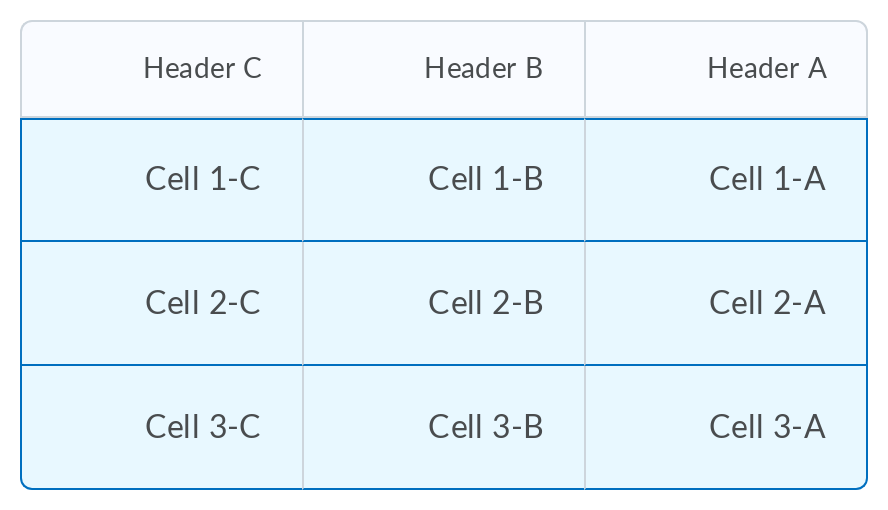 Header C Header B Header A
Cell 1-C Cell 1-B Cell 1-A
Cell 2-C Cell 2-B Cell 2-A
Cell 3-C Cell 3-B Cell 3-A